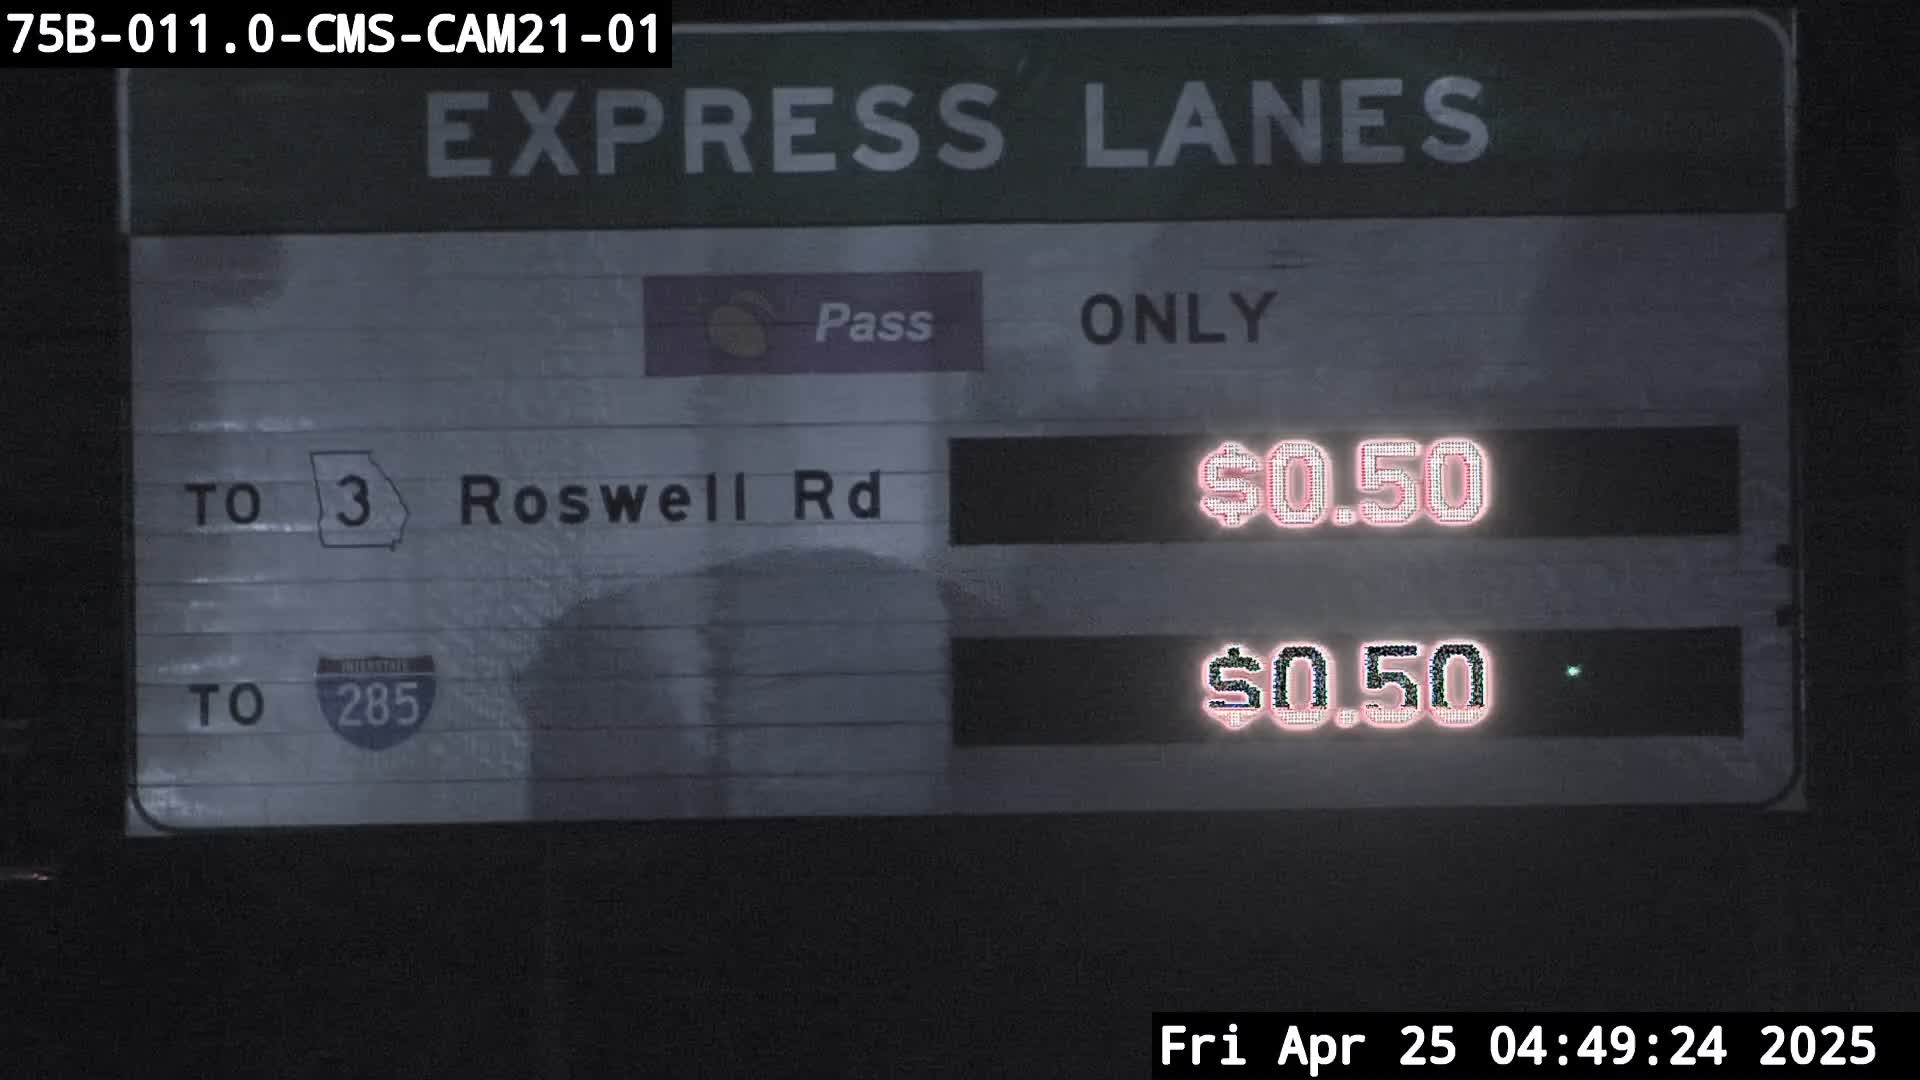 75B-011.0-CMS-CAM21-01
EXPRESS LANES
Pass ONLY
TO 3 Roswell Rd $0.50
TO INTERSTATE 285 $0.50
Fri Apr 25 04:49:24 2025